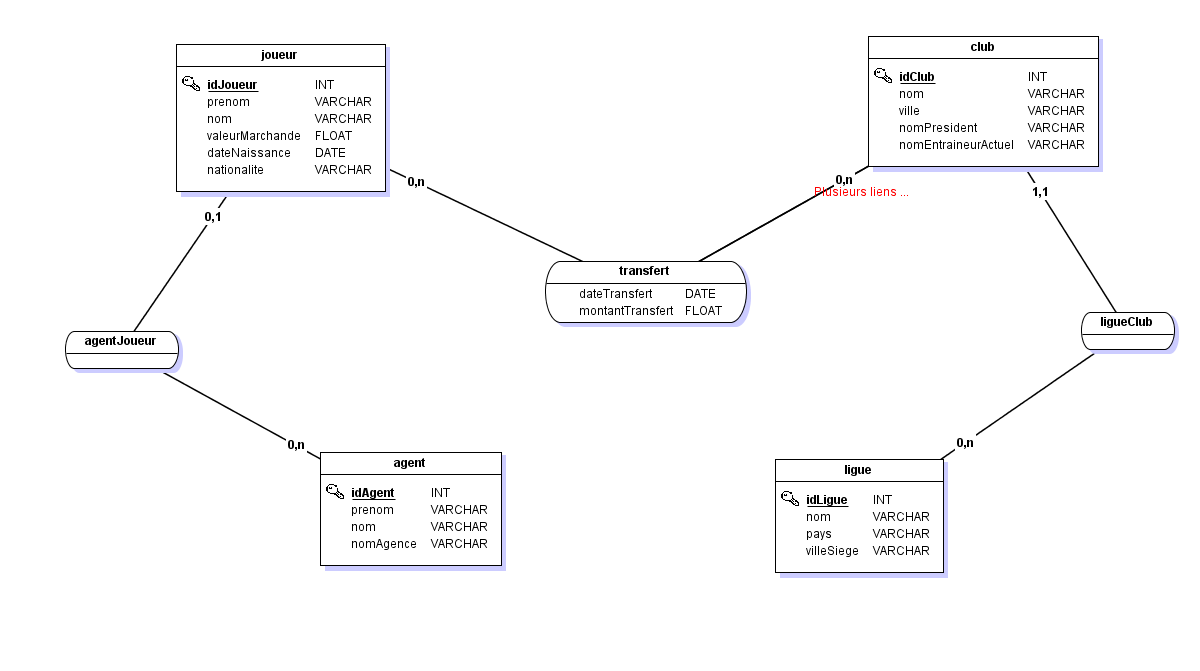 joueur
idJoueur INT
prenom VARCHAR
nom VARCHAR
valeurMarchande FLOAT
dateNaissance DATE
nationalite VARCHAR
club
idClub INT
nom VARCHAR
ville VARCHAR
nomPresident VARCHAR
nomEntraineurActuel VARCHAR
0,n
0,n
Plusieurs liens ...
0,1
1,1
transfert
dateTransfert DATE
montantTransfert FLOAT
agentJoueur
ligueClub
0,n
0,n
agent
idAgent INT
prenom VARCHAR
nom VARCHAR
nomAgence VARCHAR
ligue
idLigue INT
nom VARCHAR
pays VARCHAR
villeSiege VARCHAR